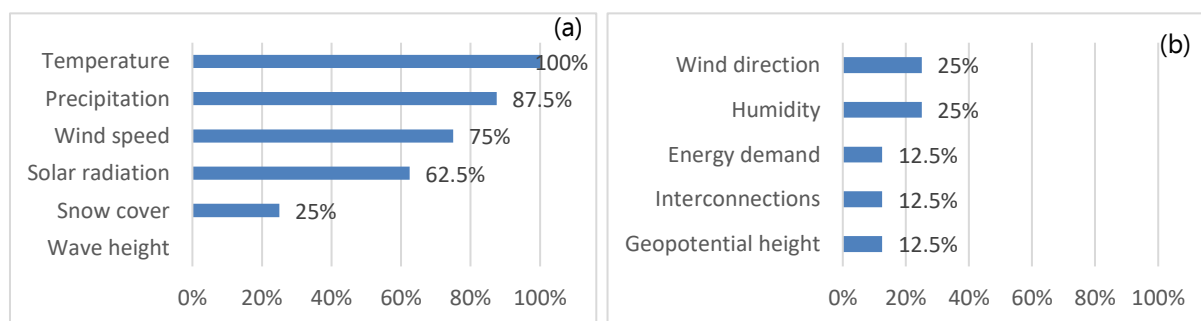 (a)
Temperature 100%
Precipitation 87.5%
Wind speed 75%
Solar radiation 62.5%
Snow cover 25%
Wave height
0% 20% 40% 60% 80% 100%
(b)
Wind direction 25%
Humidity 25%
Energy demand 12.5%
Interconnections 12.5%
Geopotential height 12.5%
0% 20% 40% 60% 80% 100%